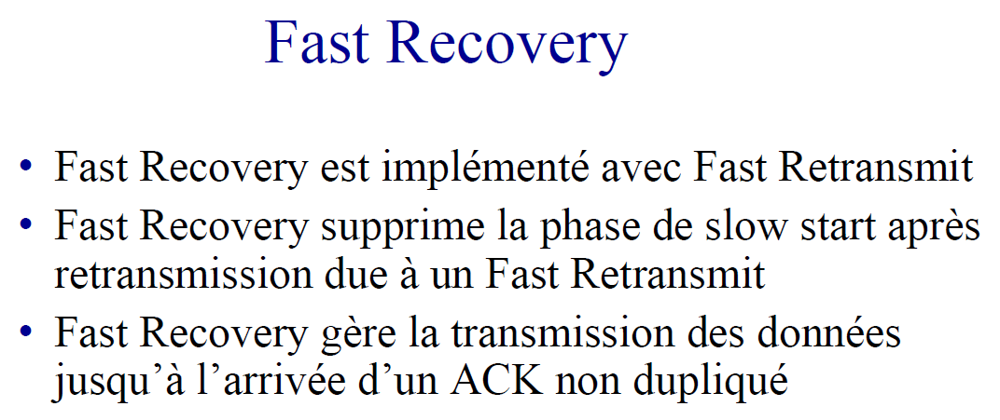 Fast Recovery
• Fast Recovery est implémenté avec Fast Retransmit
• Fast Recovery supprime la phase de slow start après
retransmission due à un Fast Retransmit
• Fast Recovery gère la transmission des données
jusqu’à l’arrivée d’un ACK non dupliqué